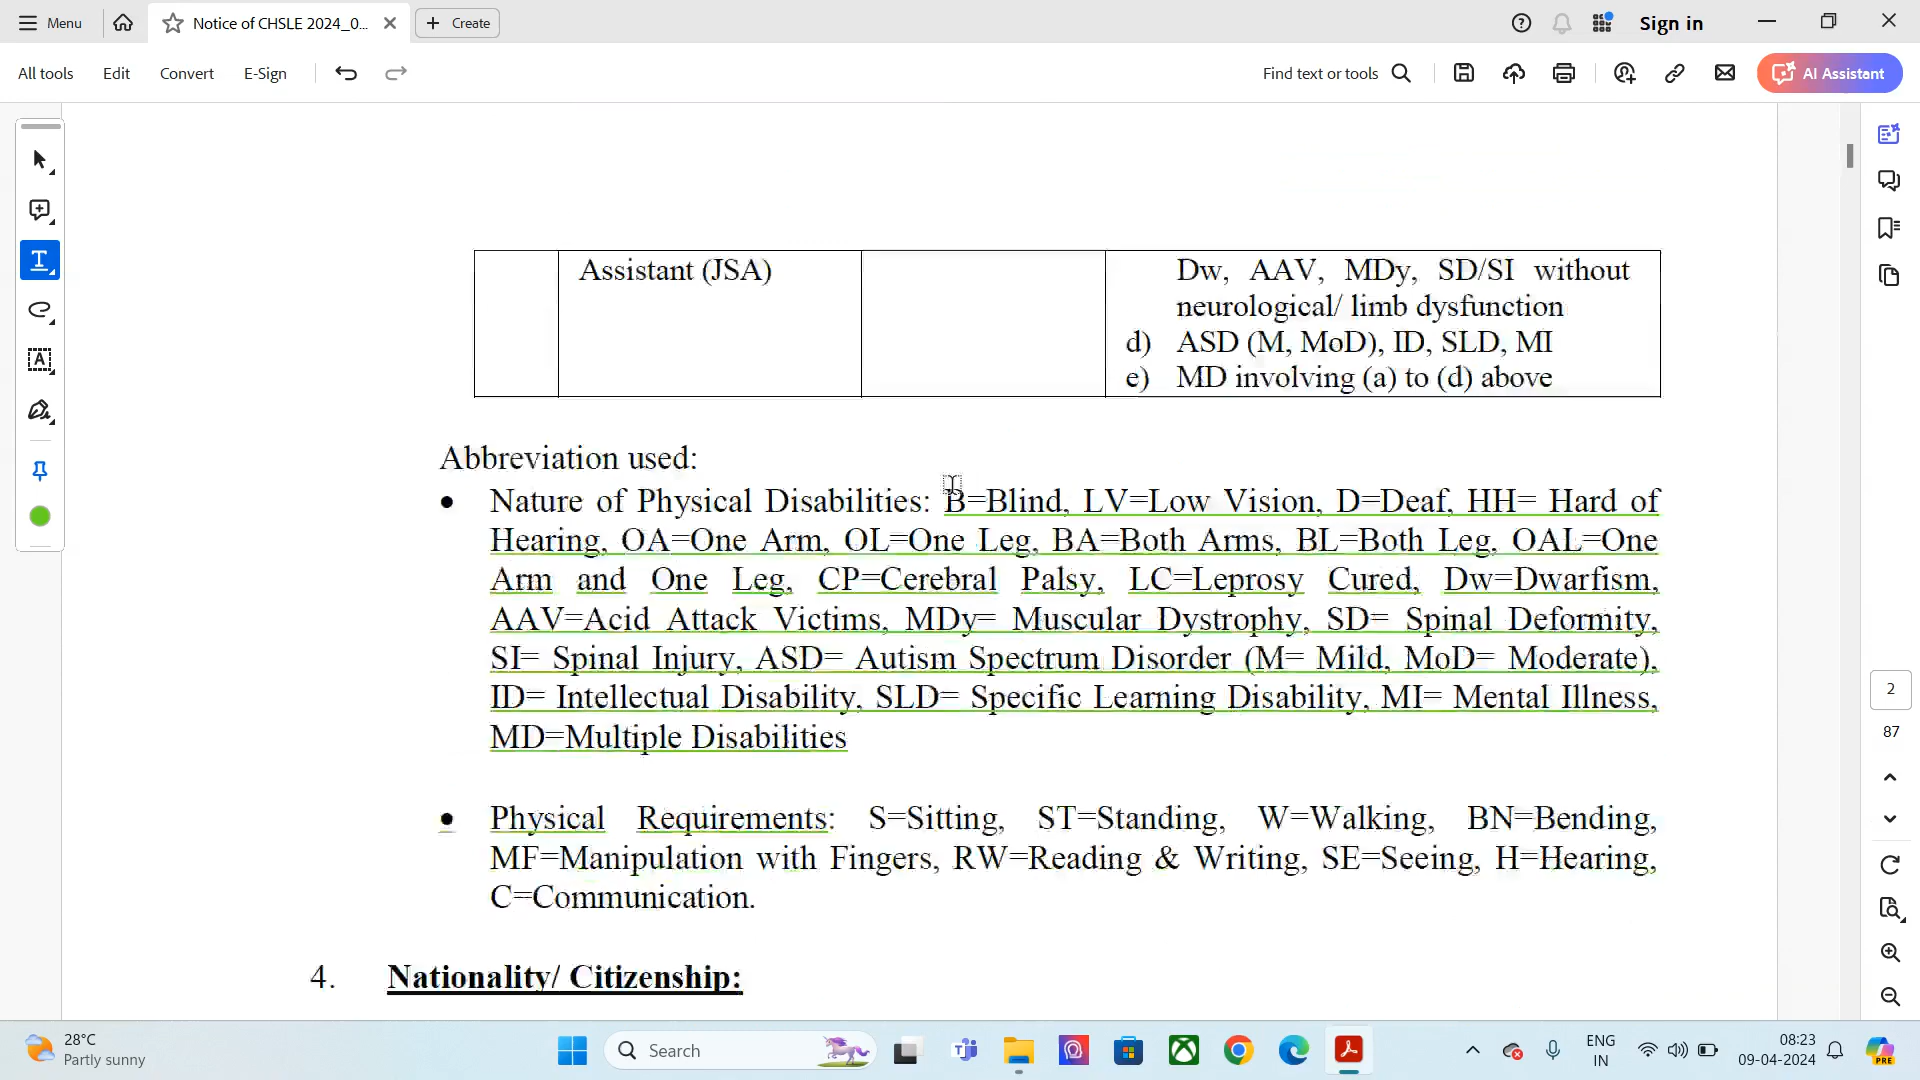 Menu
Notice of CHSLE 2024_0...
Create
Sign in
All tools
Edit
Convert
E-Sign
Find text or tools
AI Assistant
Assistant (JSA)
Dw, AAV, MDy, SD/SI without
neurological/ limb dysfunction
d) ASD (M, MoD), ID, SLD, MI
e) MD involving (a) to (d) above
Abbreviation used:
• Nature of Physical Disabilities: B=Blind, LV=Low Vision, D=Deaf, HH= Hard of
Hearing, OA=One Arm, OL=One Leg, BA=Both Arms, BL=Both Leg, OAL=One
Arm and One Leg, CP=Cerebral Palsy, LC=Leprosy Cured, Dw=Dwarfism,
AAV=Acid Attack Victims, MDy= Muscular Dystrophy, SD= Spinal Deformity,
SI= Spinal Injury, ASD= Autism Spectrum Disorder (M= Mild, MoD= Moderate),
ID= Intellectual Disability, SLD= Specific Learning Disability, MI= Mental Illness,
MD=Multiple Disabilities
• Physical Requirements: S=Sitting, ST=Standing, W=Walking, BN=Bending,
MF=Manipulation with Fingers, RW=Reading & Writing, SE=Seeing, H=Hearing,
C=Communication.
4. Nationality/ Citizenship:
2
87
28°C
Partly sunny
Search
ENG
IN
08:23
09-04-2024
PRE